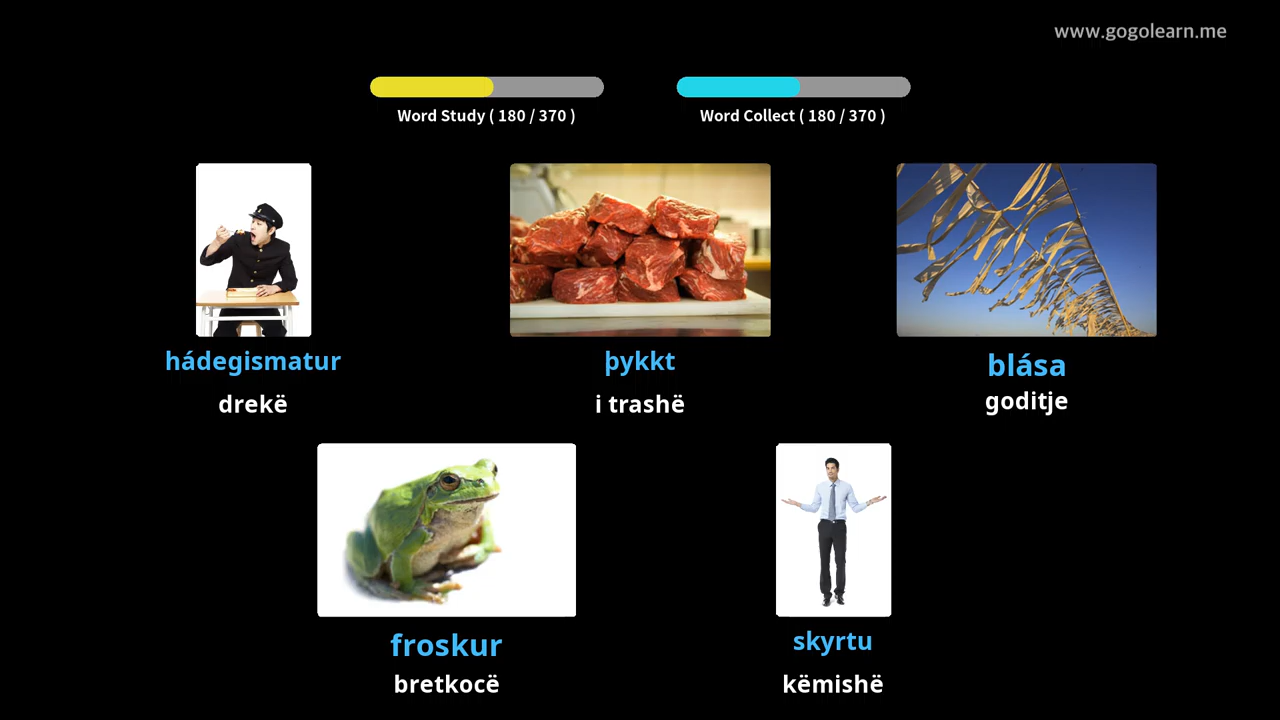 www.gogolearn.me
Word Study ( 180 / 370 )
Word Collect ( 180 / 370 )
hádegismatur
drekë
þykkt
i trashë
blása
goditje
froskur
bretkocë
skyrtu
këmishë